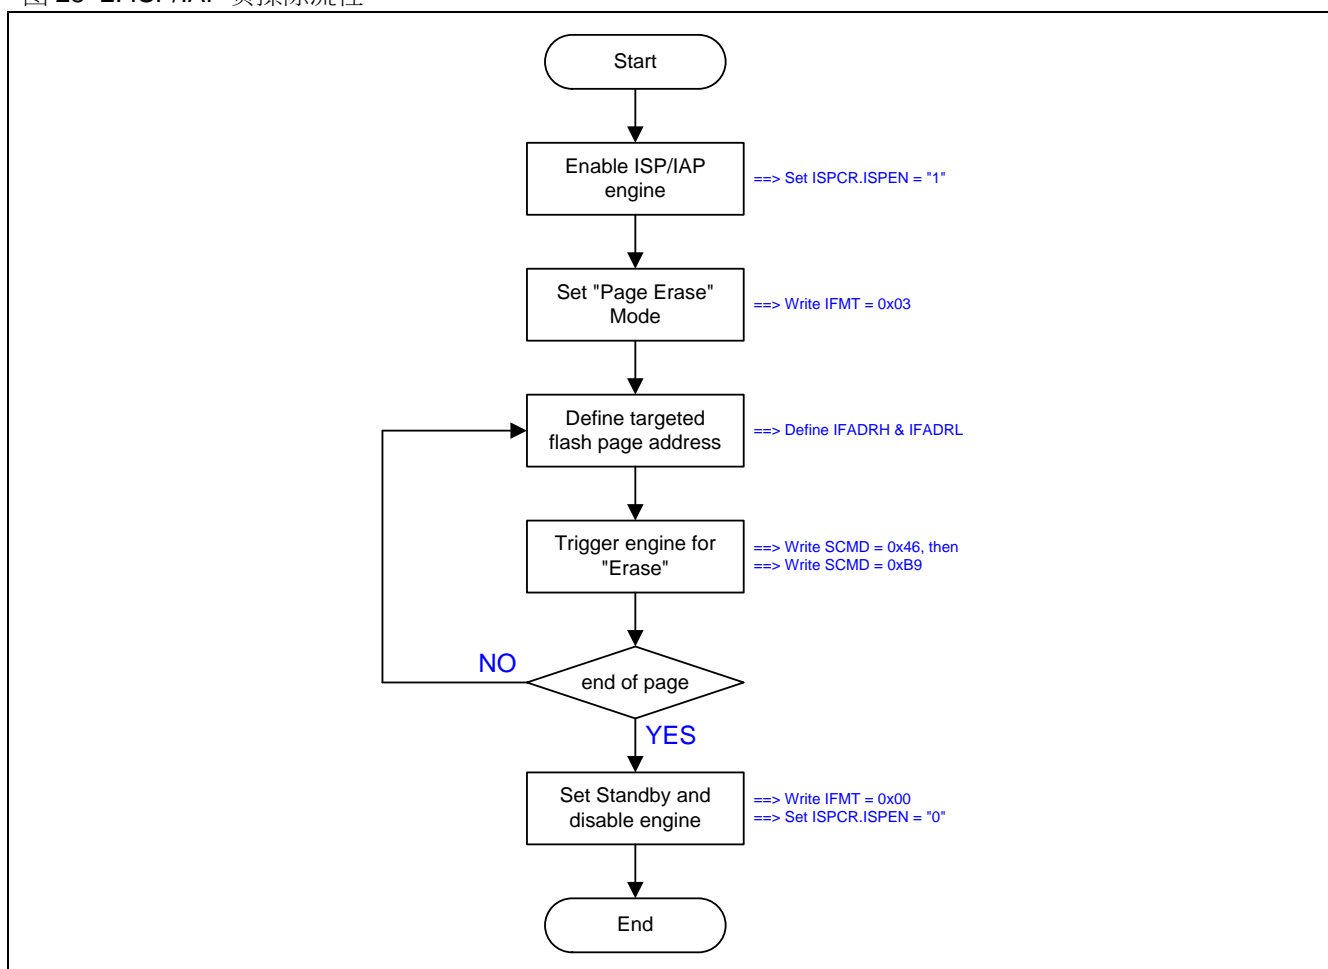 Start
Enable ISP/IAP
engine
==> Set ISPCR.ISPEN = "1"
Set "Page Erase"
Mode
==> Write IFMT = 0x03
Define targeted
flash page address
==> Define IFADRH & IFADRL
Trigger engine for
"Erase"
==> Write SCMD = 0x46, then
==> Write SCMD = 0xB9
NO
end of page
YES
Set Standby and
disable engine
==> Write IFMT = 0x00
==> Set ISPCR.ISPEN = "0"
End